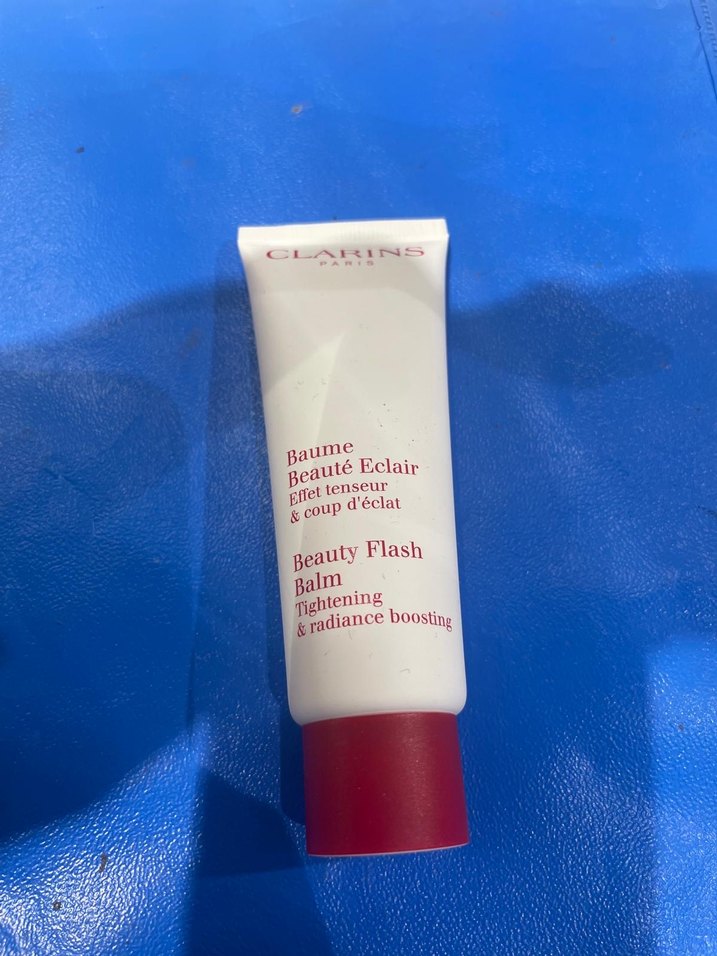 CLARINS
PARIS
Baume
Beauté Eclair
Effet tenseur
& coup d'éclat
Beauty Flash
Balm
Tightening
& radiance boosting